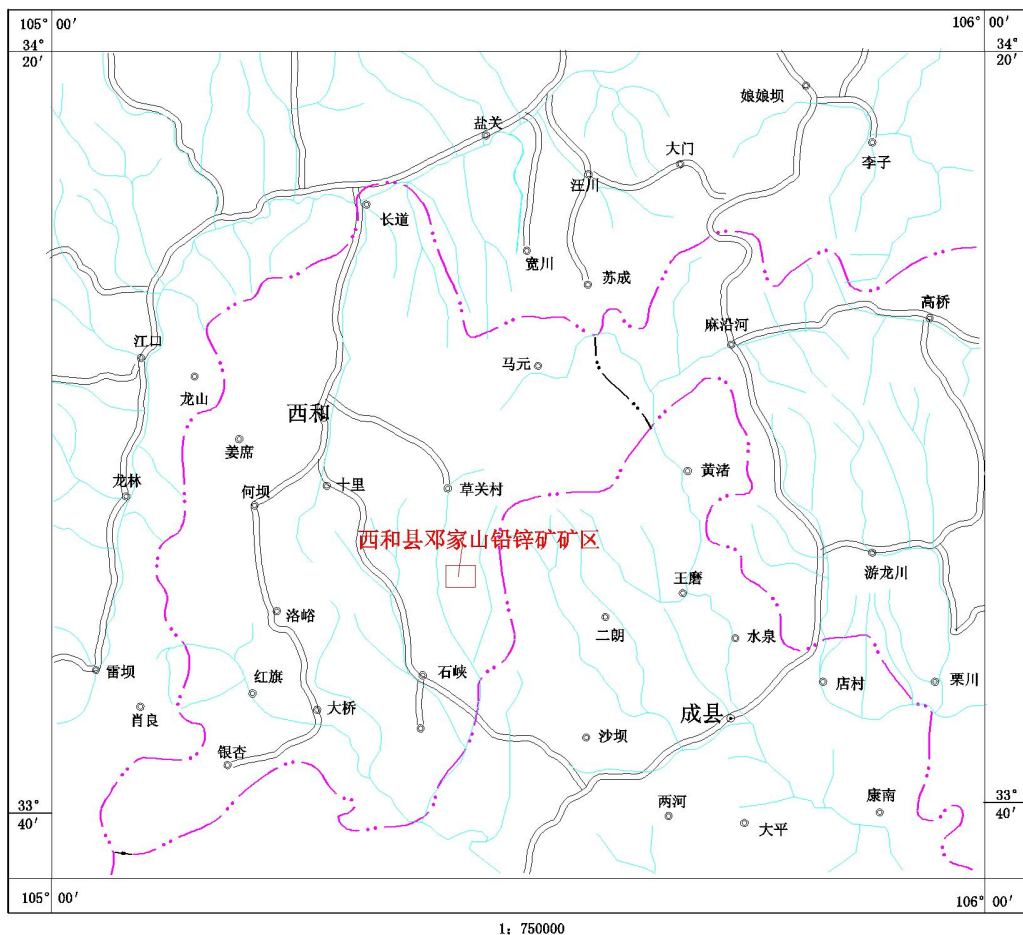 105° 00′
106° 00′
34°
20′
34°
20′
娘娘坝
盐关
大门
李子
汪川
长道
宽川
苏成
高桥
麻沿河
江口
马元
龙山
西和
姜席
黄渚
龙林
何坝
十里
草关村
西和县邓家山铅锌矿矿区
游龙川
王磨
洛峪
二朗
水泉
雷坝
红旗
石峡
店村
栗川
肖良
大桥
成县
沙坝
银杏
两河
康南
大平
33°
40′
33°
40′
105° 00′
106° 00′
1: 750000